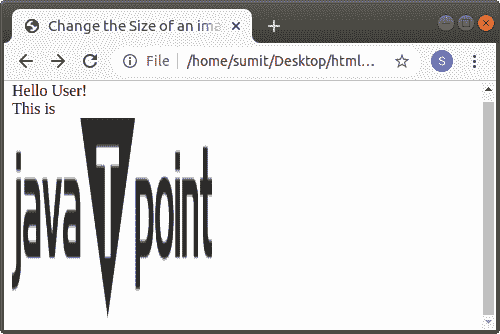 Change the Size of an ima
File /home/sumit/Desktop/html...
S
Hello User!
This is
java T point